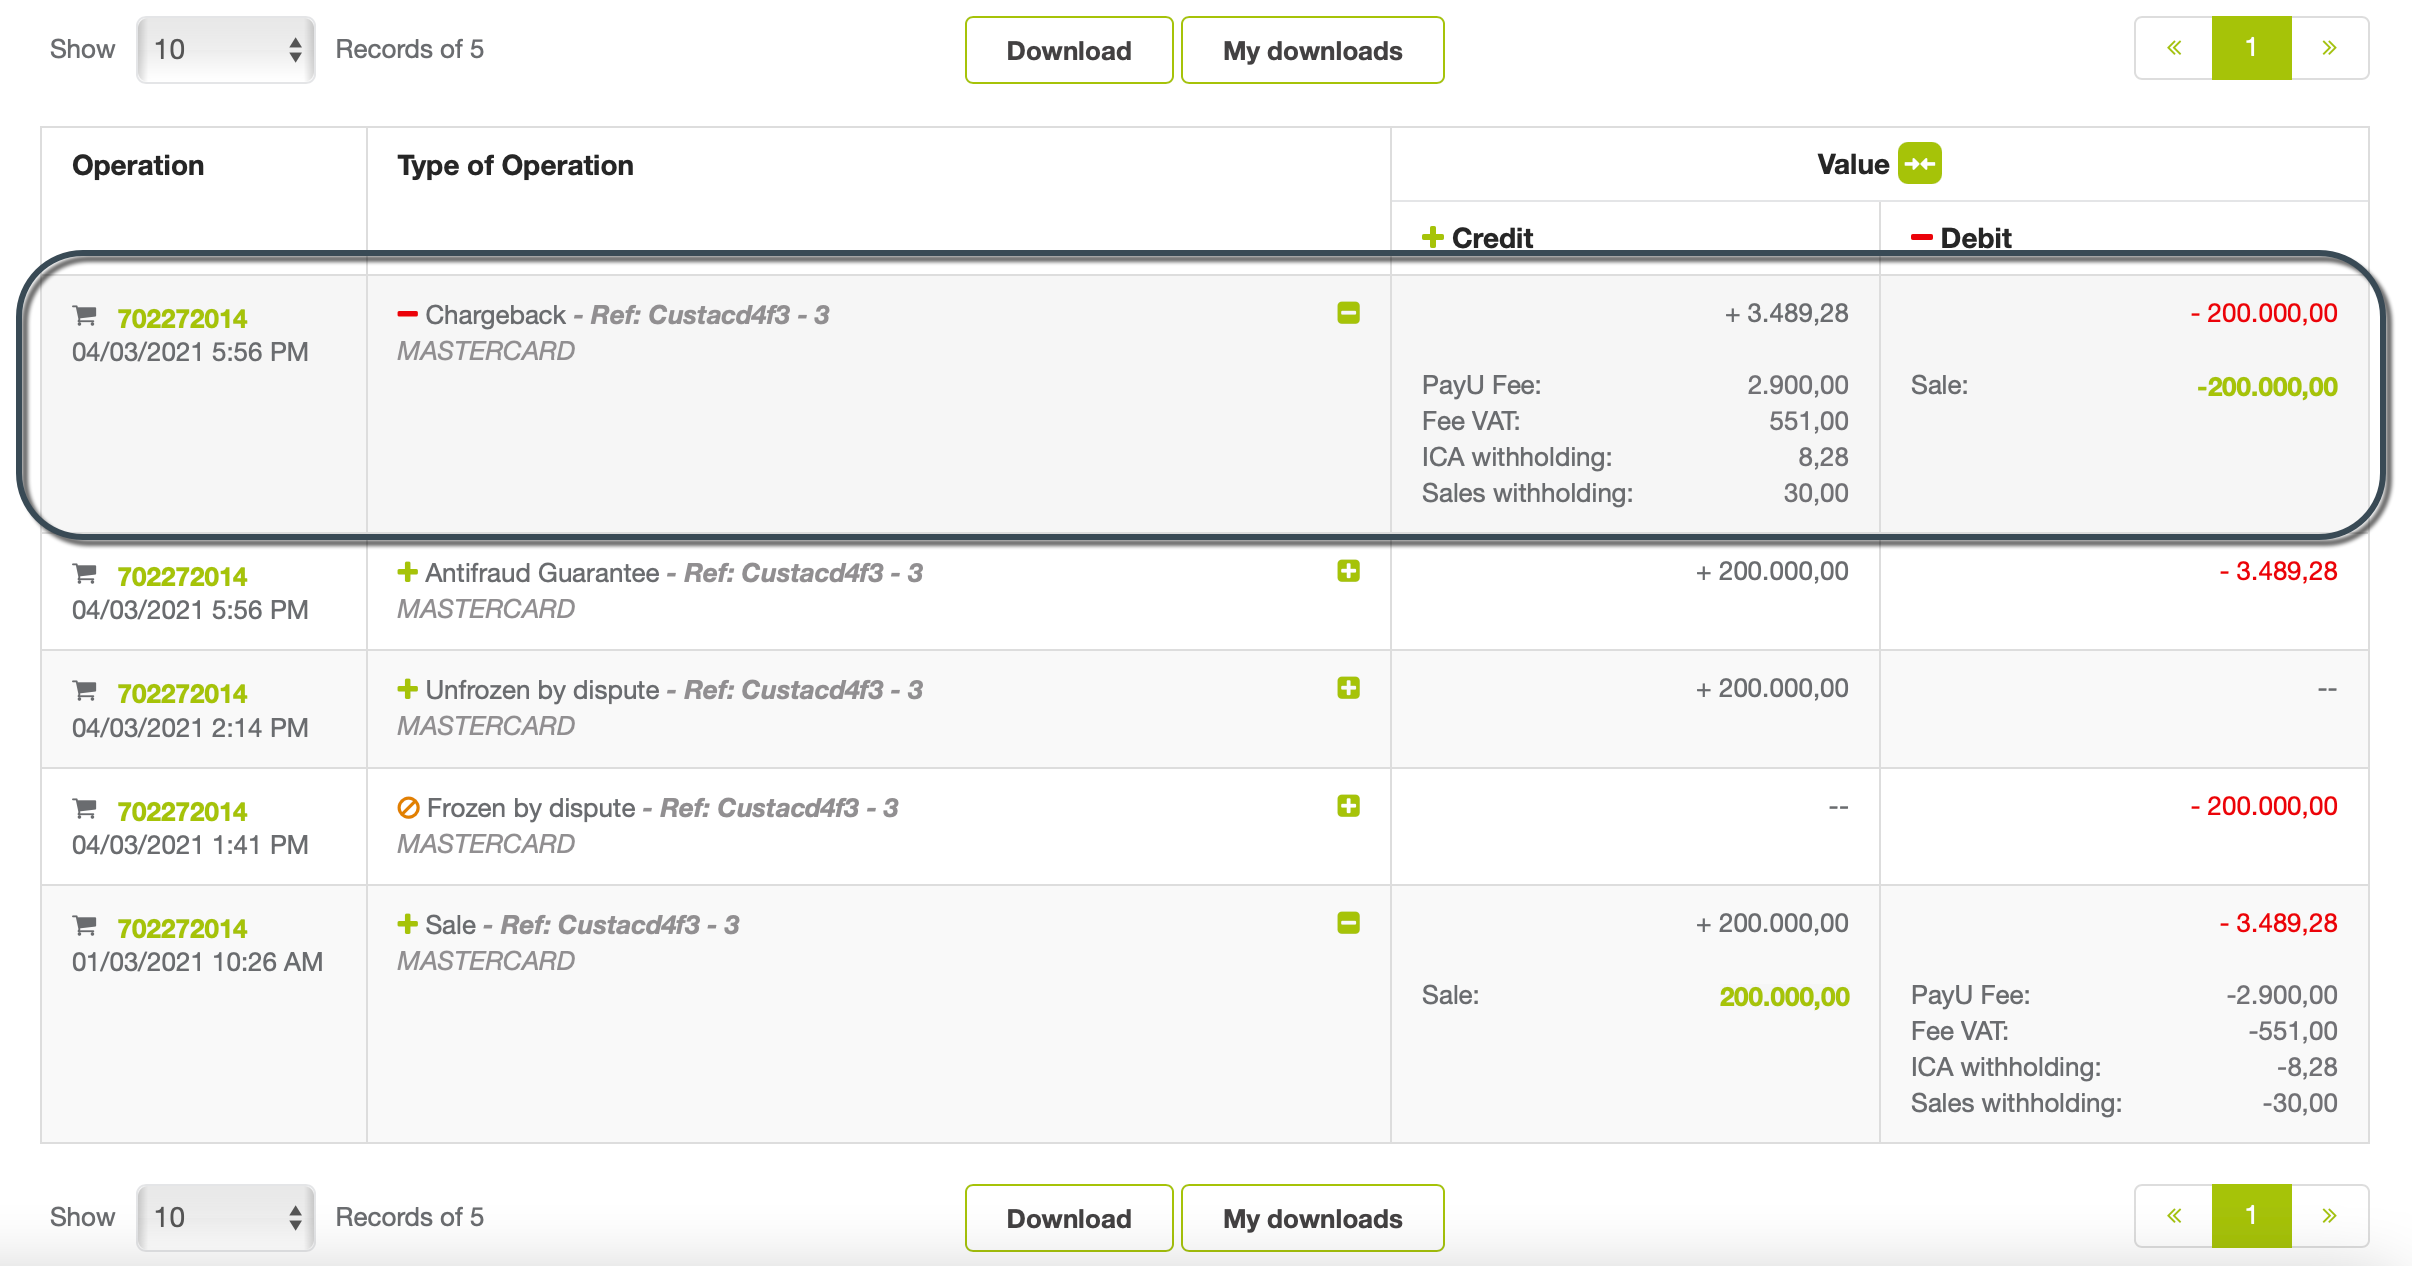 Show 10 Records of 5 Download My downloads « 1 »
Operation Type of Operation Value
Credit Debit
702272014 Chargeback - Ref: Custacd4f3 - 3 + 3.489,28 - 200.000,00
04/03/2021 5:56 PM MASTERCARD
PayU Fee: 2.900,00 Sale: -200.000,00
Fee VAT: 551,00
ICA withholding: 8,28
Sales withholding: 30,00
702272014 Antifraud Guarantee - Ref: Custacd4f3 - 3 + 200.000,00 - 3.489,28
04/03/2021 5:56 PM MASTERCARD
702272014 Unfrozen by dispute - Ref: Custacd4f3 - 3 + 200.000,00 --
04/03/2021 2:14 PM MASTERCARD
702272014 Frozen by dispute - Ref: Custacd4f3 - 3 -- - 200.000,00
04/03/2021 1:41 PM MASTERCARD
702272014 Sale - Ref: Custacd4f3 - 3 + 200.000,00 - 3.489,28
01/03/2021 10:26 AM MASTERCARD
Sale: 200.000,00 PayU Fee: -2.900,00
Fee VAT: -551,00
ICA withholding: -8,28
Sales withholding: -30,00
Show 10 Records of 5 Download My downloads « 1 »